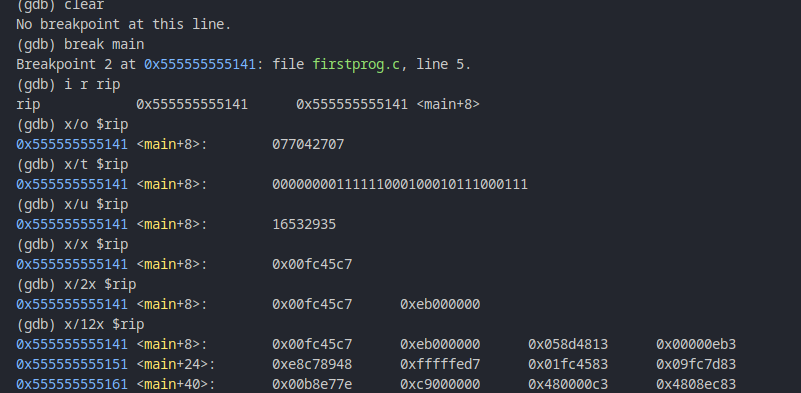 (gdb) clear
No breakpoint at this line.
(gdb) break main
Breakpoint 2 at 0x555555555141: file firstprog.c, line 5.
(gdb) i r rip
rip            0x555555555141      0x555555555141 <main+8>
(gdb) x/o $rip
0x555555555141 <main+8>:        077042707
(gdb) x/t $rip
0x555555555141 <main+8>:        00000000111111000100010111000111
(gdb) x/u $rip
0x555555555141 <main+8>:        16532935
(gdb) x/x $rip
0x555555555141 <main+8>:        0x00fc45c7
(gdb) x/2x $rip
0x555555555141 <main+8>:        0x00fc45c7      0xeb000000
(gdb) x/12x $rip
0x555555555141 <main+8>:        0x00fc45c7      0xeb000000      0x058d4813      0x00000eb3
0x555555555151 <main+24>:       0xe8c78948      0xfffffed7      0x01fc4583      0x09fc7d83
0x555555555161 <main+40>:       0x00b8e77e      0xc9000000      0x480000c3      0x4808ec83